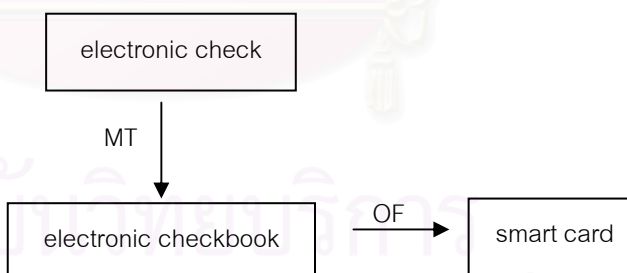 electronic check
MT
electronic checkbook
OF
smart card